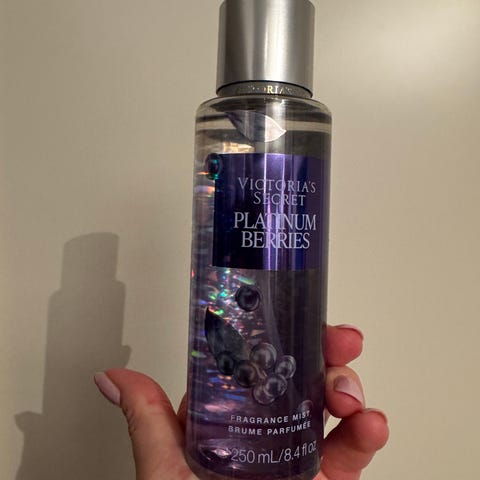 VICTORIA'S
SECRET
PLATINUM
BERRIES
FRAGRANCE MIST
BRUME PARFUMÉE
250 mL/8.4 fl oz